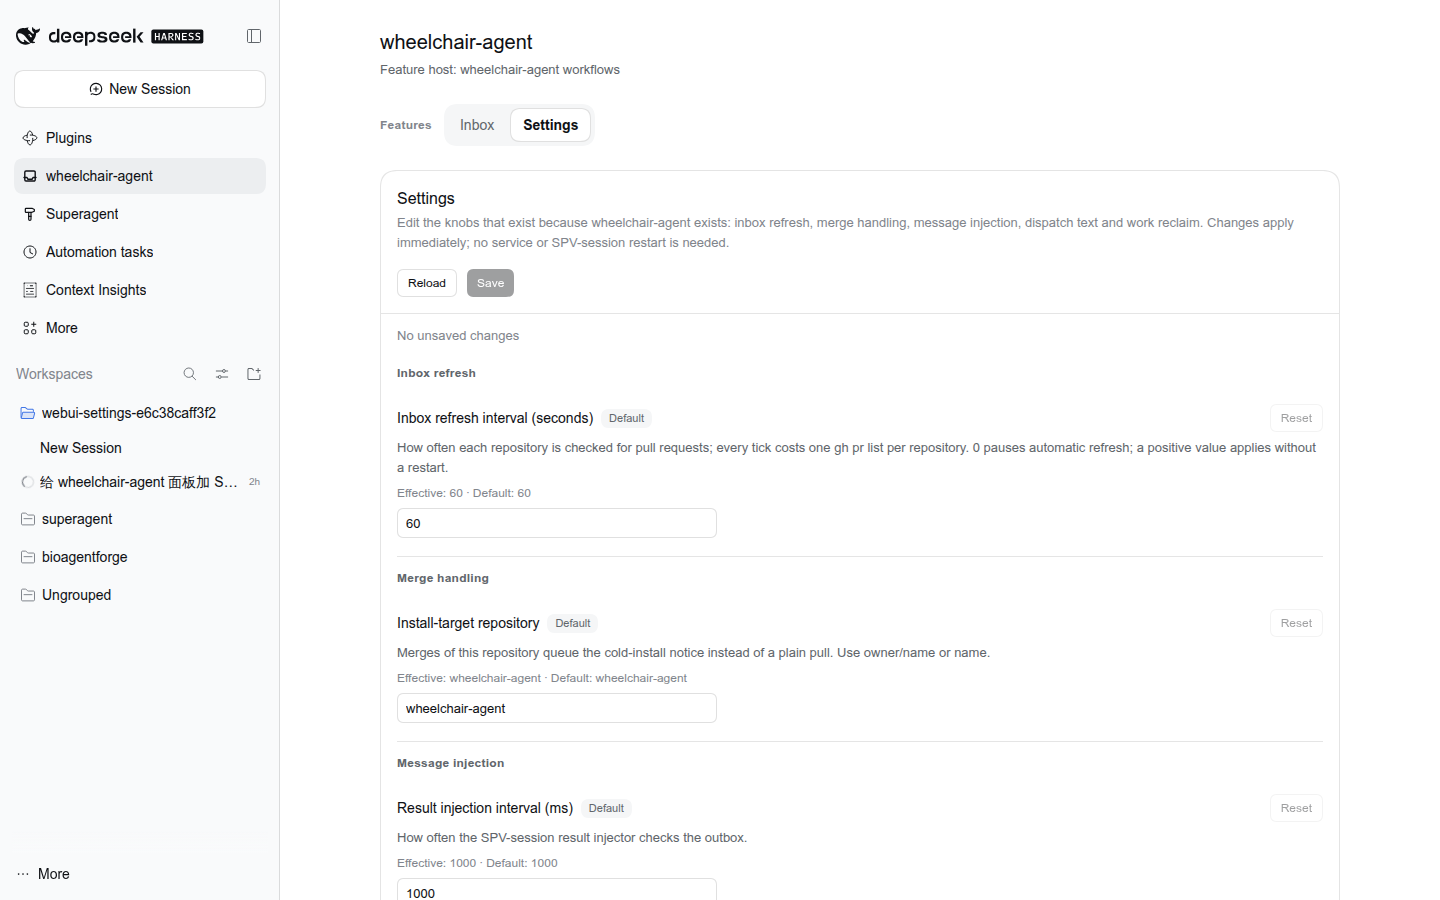 deepseek HARNESS
New Session
Plugins
wheelchair-agent
Superagent
Automation tasks
Context Insights
More
Workspaces
webui-settings-e6c38caff3f2
New Session
给 wheelchair-agent 面板加 S... 2h
superagent
bioagentforge
Ungrouped
More
wheelchair-agent
Feature host: wheelchair-agent workflows
Features Inbox Settings
Settings
Edit the knobs that exist because wheelchair-agent exists: inbox refresh, merge handling, message injection, dispatch text and work reclaim. Changes apply
immediately; no service or SPV-session restart is needed.
Reload Save
No unsaved changes
Inbox refresh
Inbox refresh interval (seconds) Default Reset
How often each repository is checked for pull requests; every tick costs one gh pr list per repository. 0 pauses automatic refresh; a positive value applies without
a restart.
Effective: 60 · Default: 60
60
Merge handling
Install-target repository Default Reset
Merges of this repository queue the cold-install notice instead of a plain pull. Use owner/name or name.
Effective: wheelchair-agent · Default: wheelchair-agent
wheelchair-agent
Message injection
Result injection interval (ms) Default Reset
How often the SPV-session result injector checks the outbox.
Effective: 1000 · Default: 1000
1000